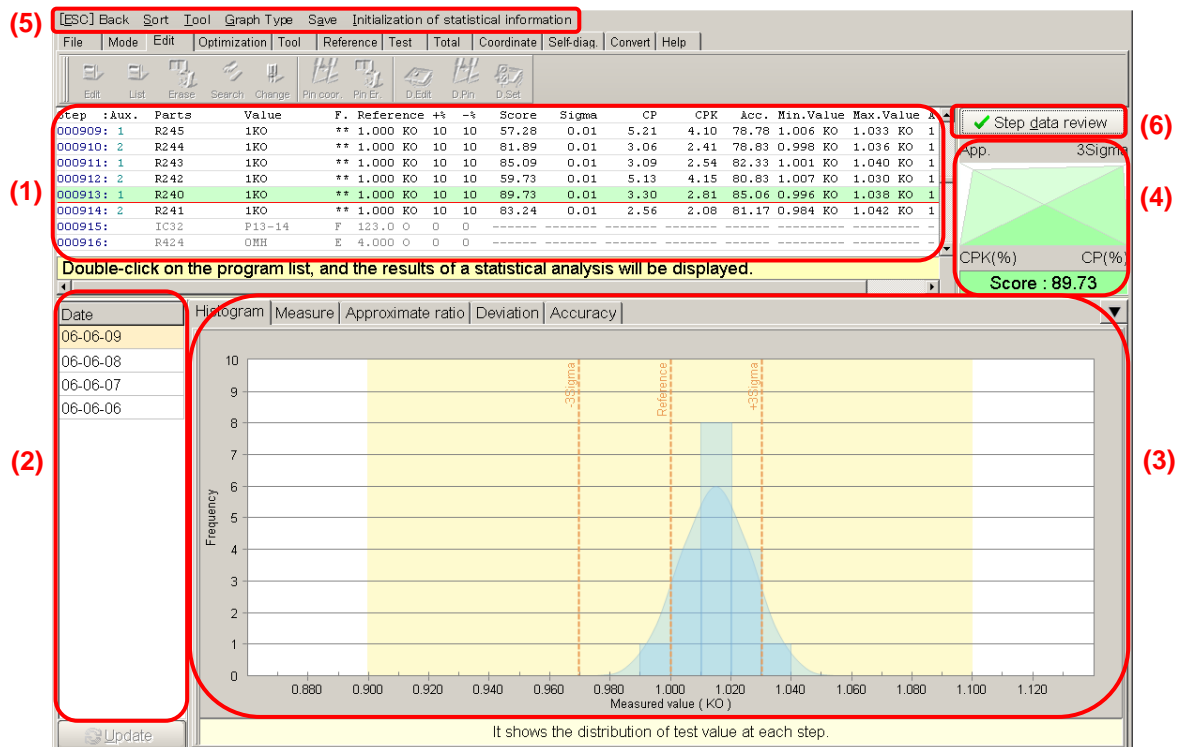 (5)
[ESC] Back Sort Tool Graph Type Save Initialization of statistical information
File Mode Edit Optimization Tool Reference Test Total Coordinate Self-diag. Convert Help
Edit List Erase Search Change Pin coor. Pin Er. D.Edit D.Pin D.Set
Step :Aux. Parts Value F. Reference +% -% Score Sigma CP CPK Acc. Min.Value Max.Value A
000909: 1 R245 1KO ** 1.000 KO 10 10 57.28 0.01 5.21 4.10 78.78 1.006 KO 1.033 KO 1
000910: 2 R244 1KO ** 1.000 KO 10 10 81.89 0.01 3.06 2.41 78.83 0.998 KO 1.036 KO 1
000911: 1 R243 1KO ** 1.000 KO 10 10 85.09 0.01 3.09 2.54 82.33 1.001 KO 1.040 KO 1
000912: 2 R242 1KO ** 1.000 KO 10 10 59.73 0.01 5.13 4.15 80.83 1.007 KO 1.030 KO 1
000913: 1 R240 1KO ** 1.000 KO 10 10 89.73 0.01 3.30 2.81 85.06 0.996 KO 1.038 KO 1
000914: 2 R241 1KO ** 1.000 KO 10 10 83.24 0.01 2.56 2.08 81.17 0.984 KO 1.042 KO 1
000915: IC32 P13-14 F 123.0 O 0 0 ------ ------- ------- ------- ----- --------- --------- -
000916: R424 OMH E 4.000 O 0 0 ------ ------- ------- ------- ----- --------- --------- -
(1)
Double-click on the program list, and the results of a statistical analysis will be displayed.
Step data review
(6)
App. 3Sigma
(4)
CPK(%) CP(%)
Score : 89.73
Date
06-06-09
06-06-08
06-06-07
06-06-06
(2)
Update
Histogram Measure Approximate ratio Deviation Accuracy
-3Sigma Reference +3Sigma
10
9
8
7
6
5
4
3
2
1
0
Frequency
0.880 0.900 0.920 0.940 0.960 0.980 1.000 1.020 1.040 1.060 1.080 1.100 1.120
Measured value ( KO )
(3)
It shows the distribution of test value at each step.